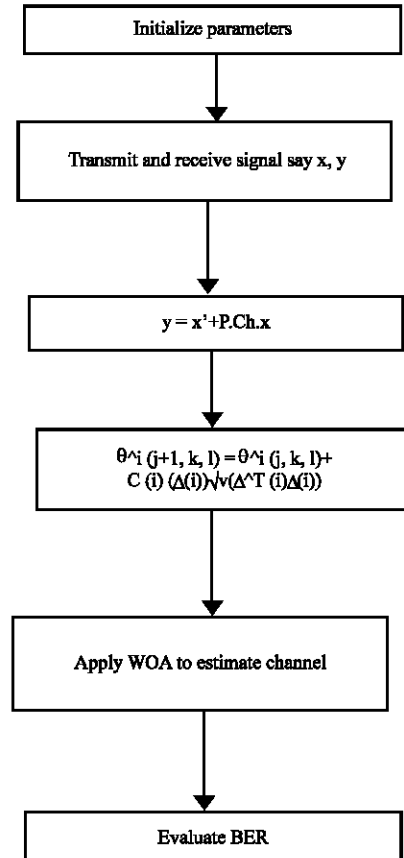 Initialize parameters
Transmit and receive signal say x, y
y = x’+P.Ch.x
θ^i (j+1, k, l) = θ^i (j, k, l)+
C (i) (Δ(i))√v(Δ^T (i)Δ(i))
Apply WOA to estimate channel
Evaluate BER